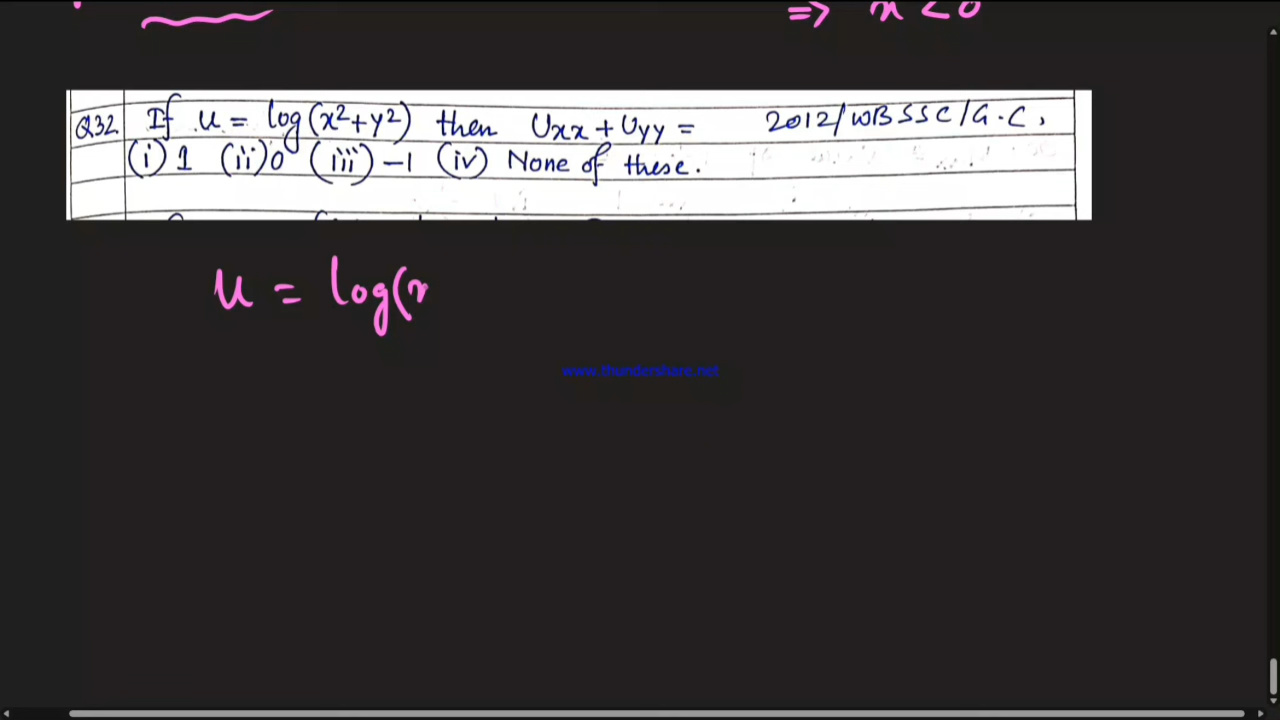 ⇒ x < 0
Q32 If u = log(x²+y²) then Uxx + Uyy = 2012/WBSSC/G.C.
(i) 1 (ii) 0 (iii) -1 (iv) None of these.
u = log(x
www.thundershare.net